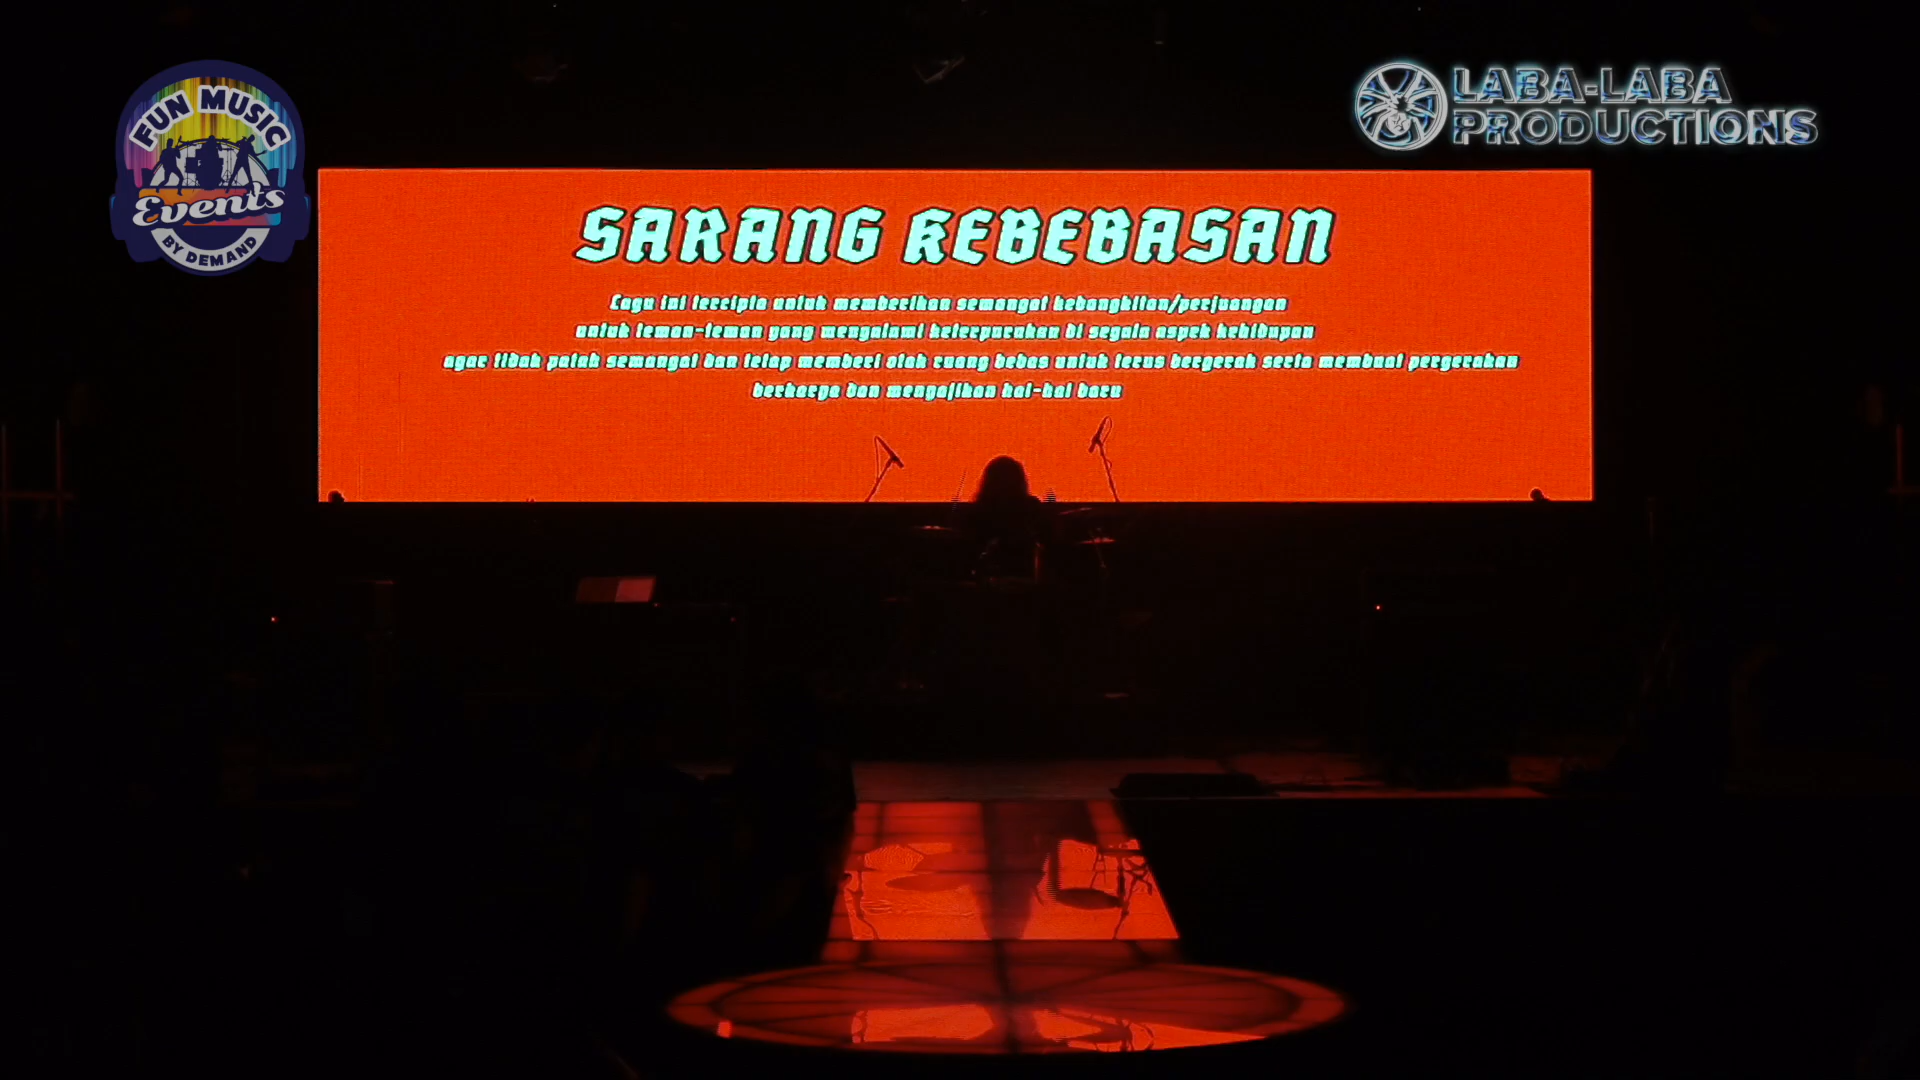 FUN MUSIC
Events
BY DEMAND
LABA-LABA
PRODUCTIONS
SARANG KEBEBASAN
Lagu ini tercipta untuk memberikan semangat kebangkitan/perjuangan
untuk teman-teman yang mengalami keterpurukan di segala aspek kehidupan
agar tidak patah semangat dan tetap memberi otak ruang bebas untuk terus bergerak serta membuat pergerakan
berkarya dan menyajikan hal-hal baru